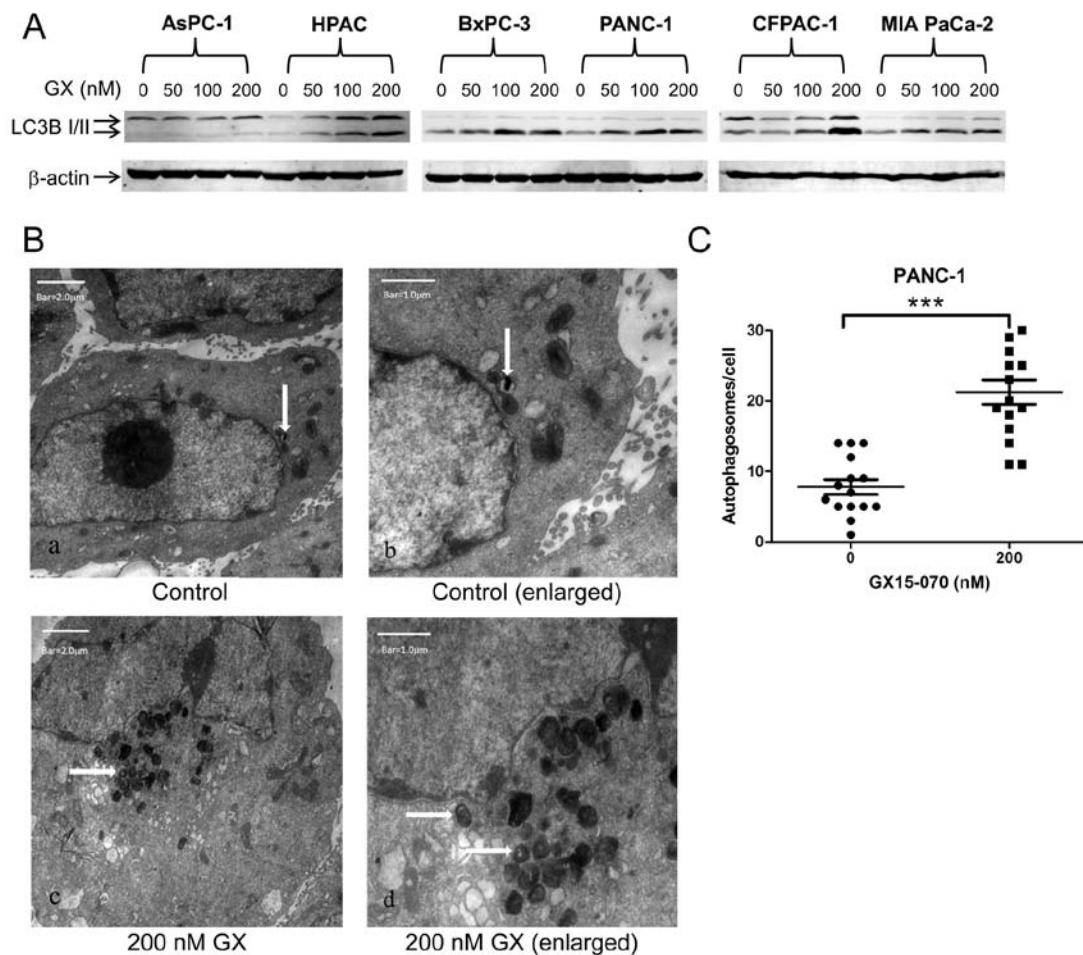 A
AsPC-1 HPAC BxPC-3 PANC-1 CFPAC-1 MIA PaCa-2
GX (nM) 0 50 100 200 0 50 100 200 0 50 100 200 0 50 100 200 0 50 100 200 0 50 100 200
LC3B I/II
β-actin
B
Bar=2.0µm
a
Control
Bar=1.0µm
b
Control (enlarged)
Bar=2.0µm
c
200 nM GX
Bar=1.0µm
d
200 nM GX (enlarged)
C
PANC-1
***
30
20
10
0
Autophagosomes/cell
0 200
GX15-070 (nM)